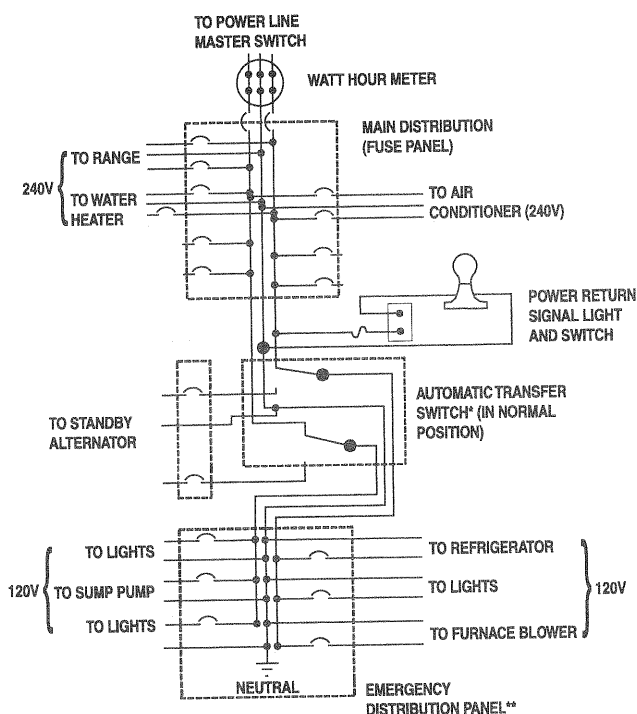 TO POWER LINE
MASTER SWITCH
WATT HOUR METER
MAIN DISTRIBUTION
(FUSE PANEL)
TO RANGE
240V
TO WATER
HEATER
TO AIR
CONDITIONER (240V)
POWER RETURN
SIGNAL LIGHT
AND SWITCH
AUTOMATIC TRANSFER
SWITCH* (IN NORMAL
POSITION)
TO STANDBY
ALTERNATOR
TO LIGHTS
120V
TO SUMP PUMP
TO LIGHTS
TO REFRIGERATOR
TO LIGHTS
120V
TO FURNACE BLOWER
NEUTRAL
EMERGENCY
DISTRIBUTION PANEL**